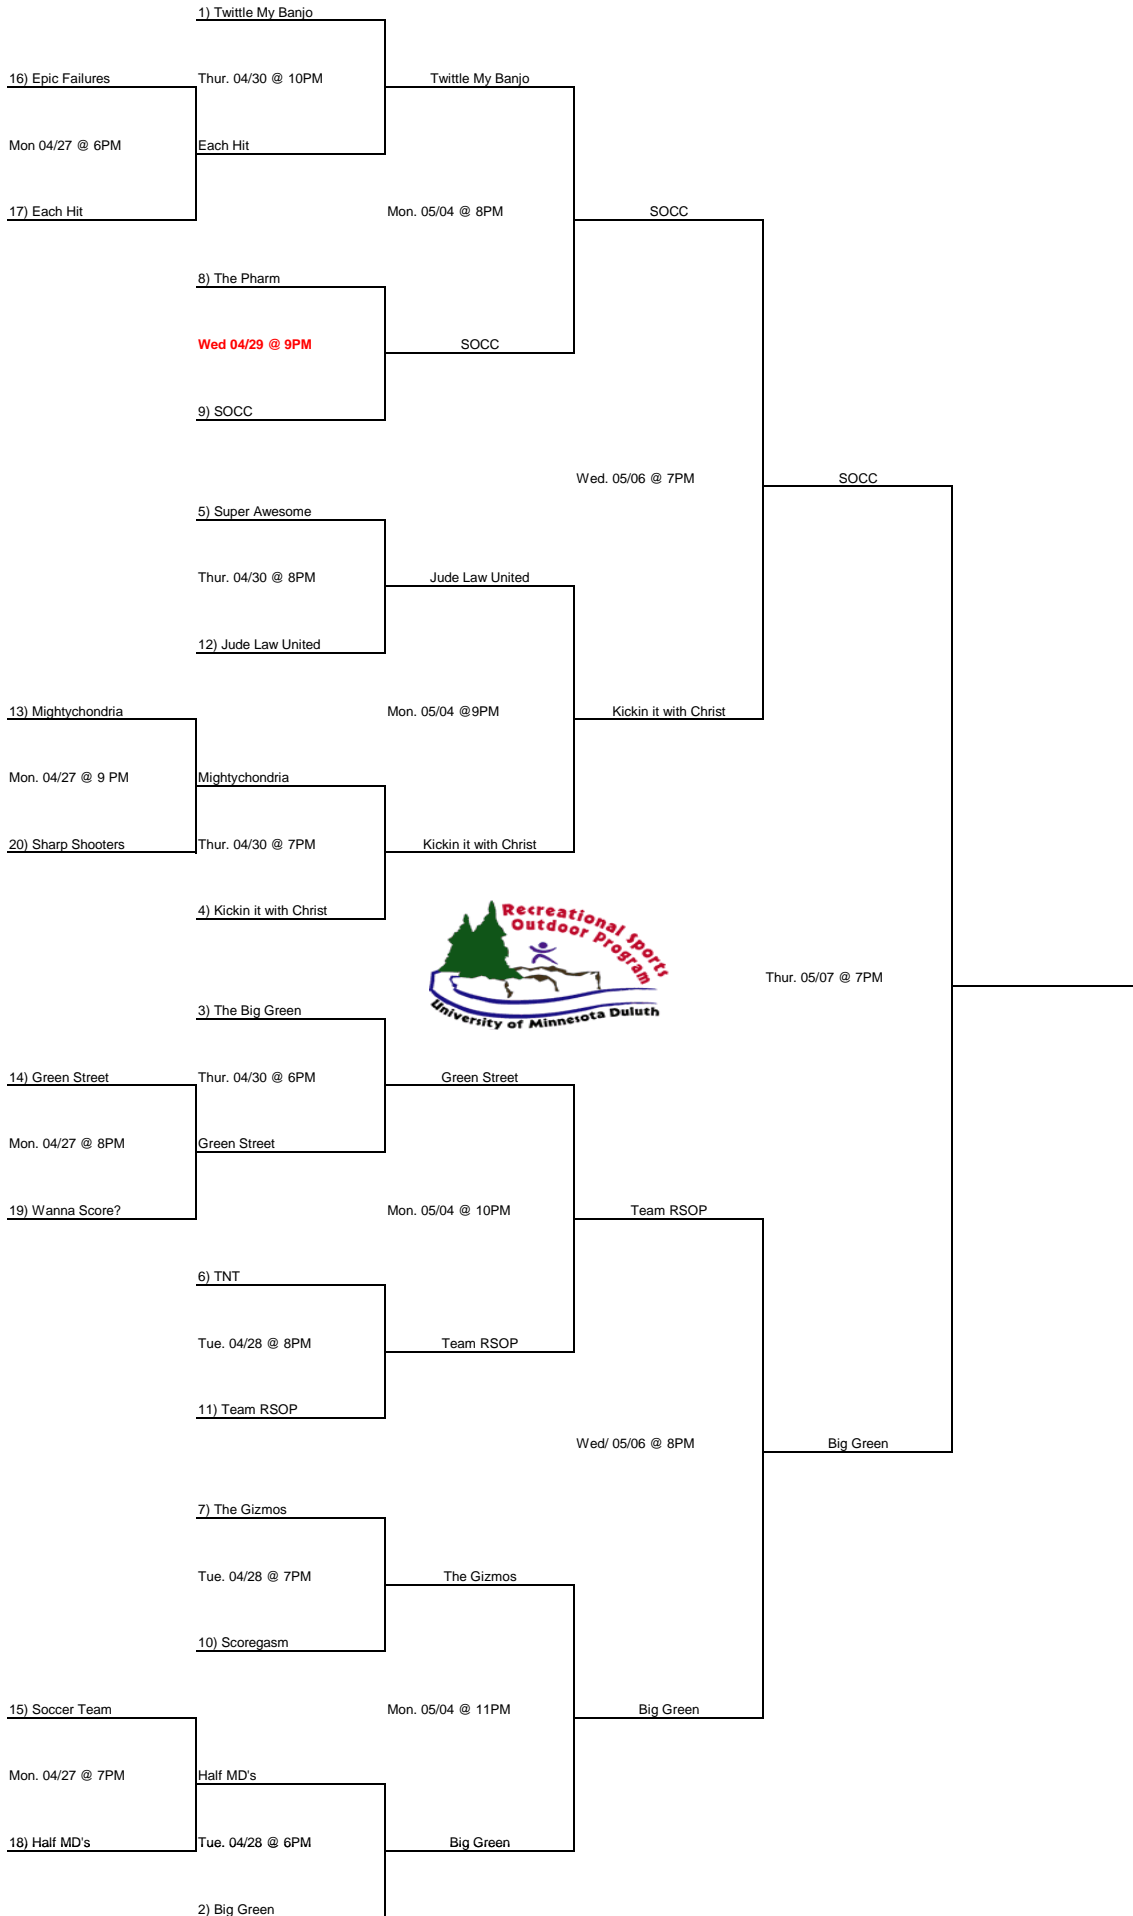 1) Twittle My Banjo
16) Epic Failures
Thur. 04/30 @ 10PM
Twittle My Banjo
Mon 04/27 @ 6PM
Each Hit
17) Each Hit
Mon. 05/04 @ 8PM
SOCC
8) The Pharm
Wed 04/29 @ 9PM
SOCC
9) SOCC
Wed. 05/06 @ 7PM
SOCC
5) Super Awesome
Thur. 04/30 @ 8PM
Jude Law United
12) Jude Law United
13) Mightychondria
Mon. 05/04 @9PM
Kickin it with Christ
Mon. 04/27 @ 9 PM
Mightychondria
20) Sharp Shooters
Thur. 04/30 @ 7PM
Kickin it with Christ
4) Kickin it with Christ
Recreational Sports
Outdoor Program
University of Minnesota Duluth
Thur. 05/07 @ 7PM
3) The Big Green
14) Green Street
Thur. 04/30 @ 6PM
Green Street
Mon. 04/27 @ 8PM
Green Street
19) Wanna Score?
Mon. 05/04 @ 10PM
Team RSOP
6) TNT
Tue. 04/28 @ 8PM
Team RSOP
11) Team RSOP
Wed/ 05/06 @ 8PM
Big Green
7) The Gizmos
Tue. 04/28 @ 7PM
The Gizmos
10) Scoregasm
15) Soccer Team
Mon. 05/04 @ 11PM
Big Green
Mon. 04/27 @ 7PM
Half MD's
18) Half MD's
Tue. 04/28 @ 6PM
Big Green
2) Big Green